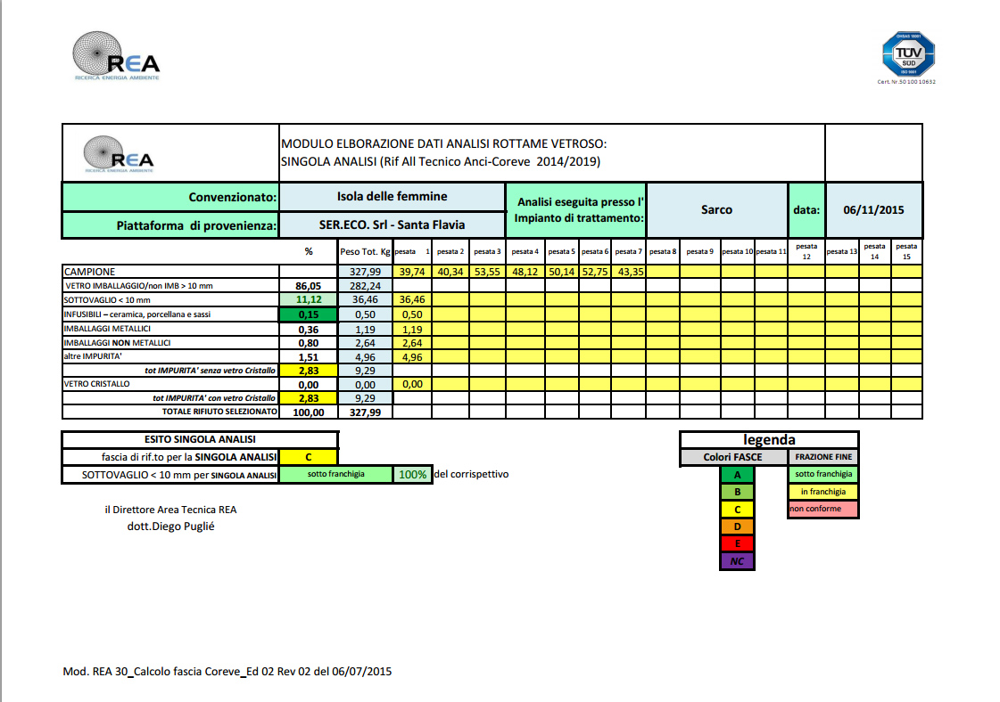 REA
RICERCA ENERGIA AMBIENTE
OHSAS 18001
TÜV
SÜD
ISO 9001
Cert. Nr.50 100 10632
REA
RICERCA ENERGIA AMBIENTE
MODULO ELBORAZIONE DATI ANALISI ROTTAME VETROSO:
SINGOLA ANALISI (Rif All Tecnico Anci-Coreve 2014/2019)
Convenzionato: Isola delle femmine
Piattaforma di provenienza: SER.ECO. Srl - Santa Flavia
Analisi eseguita presso l'
Impianto di trattamento:
Sarco
data: 06/11/2015
% Peso Tot. Kg pesata 1 pesata 2 pesata 3 pesata 4 pesata 5 pesata 6 pesata 7 pesata 8 pesata 9 pesata 10 pesata 11 pesata 12 pesata 13 pesata 14 pesata 15
CAMPIONE 327,99 39,74 40,34 53,55 48,12 50,14 52,75 43,35
VETRO IMBALLAGGIO/non IMB > 10 mm 86,05 282,24
SOTTOVAGLIO < 10 mm 11,12 36,46 36,46
INFUSIBILI – ceramica, porcellana e sassi 0,15 0,50 0,50
IMBALLAGGI METALLICI 0,36 1,19 1,19
IMBALLAGGI NON METALLICI 0,80 2,64 2,64
altre IMPURITA' 1,51 4,96 4,96
tot IMPURITA' senza vetro Cristallo 2,83 9,29
VETRO CRISTALLO 0,00 0,00 0,00
tot IMPURITA' con vetro Cristallo 2,83 9,29
TOTALE RIFIUTO SELEZIONATO 100,00 327,99
ESITO SINGOLA ANALISI
fascia di rif.to per la SINGOLA ANALISI C
SOTTOVAGLIO < 10 mm per SINGOLA ANALISI sotto franchigia 100% del corrispettivo
legenda
Colori FASCE FRAZIONE FINE
A sotto franchigia
B in franchigia
C non conforme
D
E
NC
il Direttore Area Tecnica REA
dott.Diego Puglié
Mod. REA 30_Calcolo fascia Coreve_Ed 02 Rev 02 del 06/07/2015